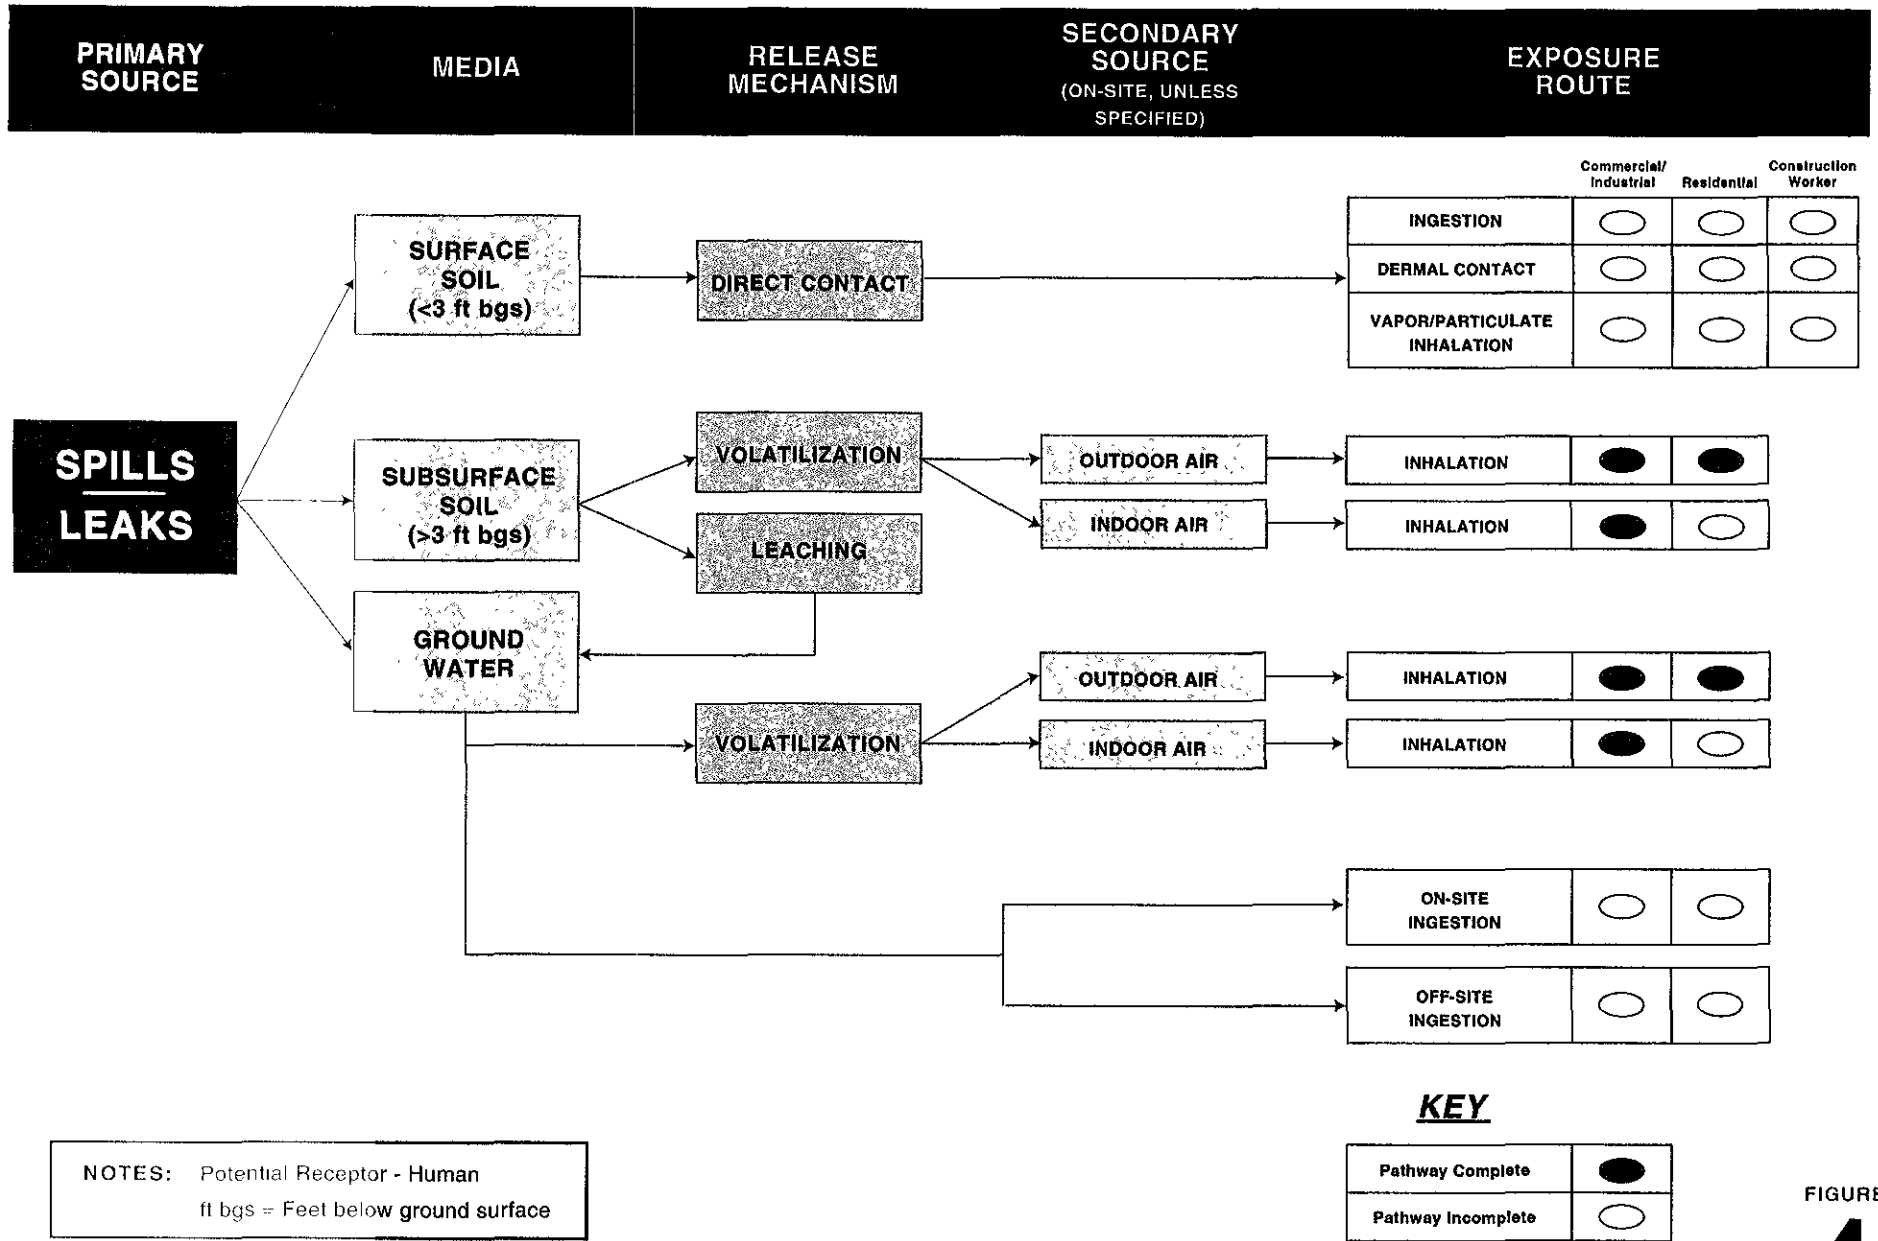 PRIMARY
SOURCE
MEDIA
RELEASE
MECHANISM
SECONDARY
SOURCE
(ON-SITE, UNLESS
SPECIFIED)
EXPOSURE
ROUTE
Commercial/
Industrial
Residential
Construction
Worker
SURFACE
SOIL
(<3 ft bgs)
DIRECT CONTACT
INGESTION
DERMAL CONTACT
VAPOR/PARTICULATE
INHALATION
SPILLS
LEAKS
SUBSURFACE
SOIL
(>3 ft bgs)
VOLATILIZATION
OUTDOOR AIR
INHALATION
INDOOR AIR
INHALATION
LEACHING
GROUND
WATER
VOLATILIZATION
OUTDOOR AIR
INHALATION
INDOOR AIR
INHALATION
ON-SITE
INGESTION
OFF-SITE
INGESTION
KEY
Pathway Complete
Pathway Incomplete
NOTES: Potential Receptor - Human
ft bgs = Feet below ground surface
FIGURE